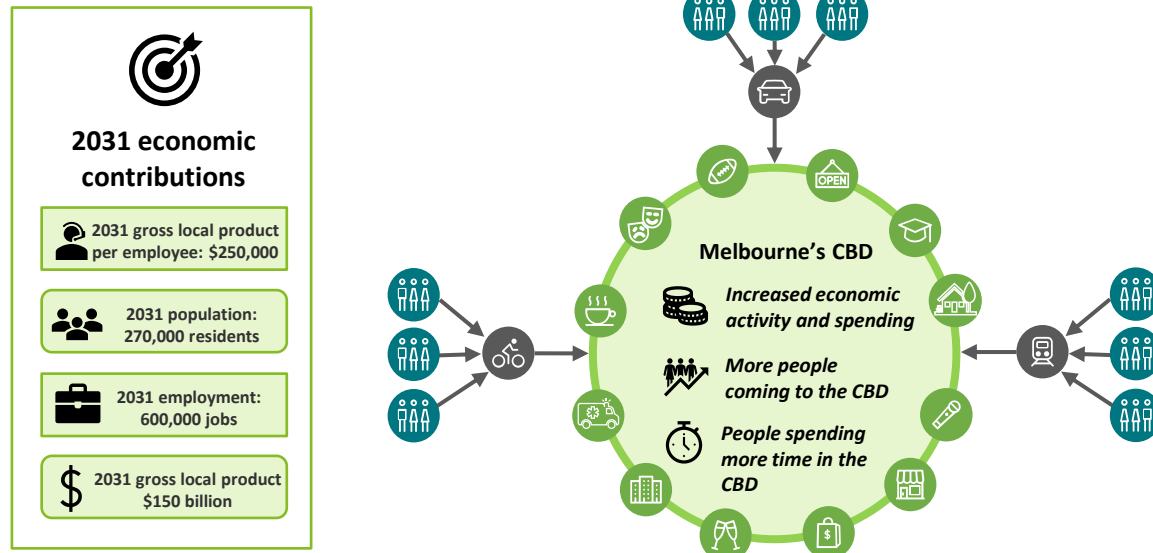 2031 economic
contributions
2031 gross local product
per employee: $250,000
2031 population:
270,000 residents
2031 employment:
600,000 jobs
$
2031 gross local product
$150 billion
OPEN
Melbourne's CBD
Increased economic
activity and spending
More people
coming to the CBD
People spending
more time in the
CBD
$